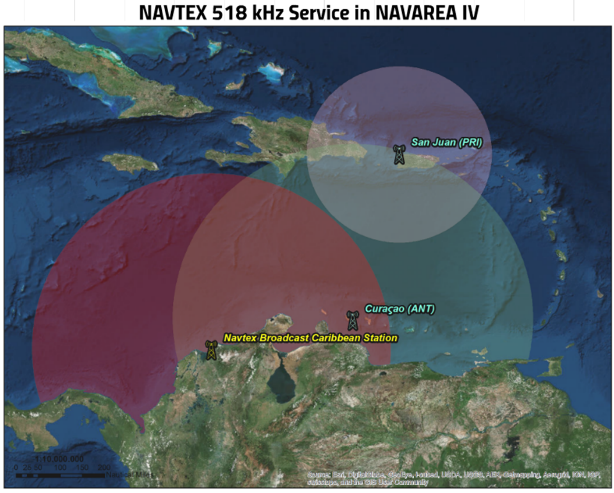 NAVTEX 518 kHz Service in NAVAREA IV
San Juan (PRI)
Curaçao (ANT)
Navtex Broadcast Caribbean Station
1:10.000.000
Community